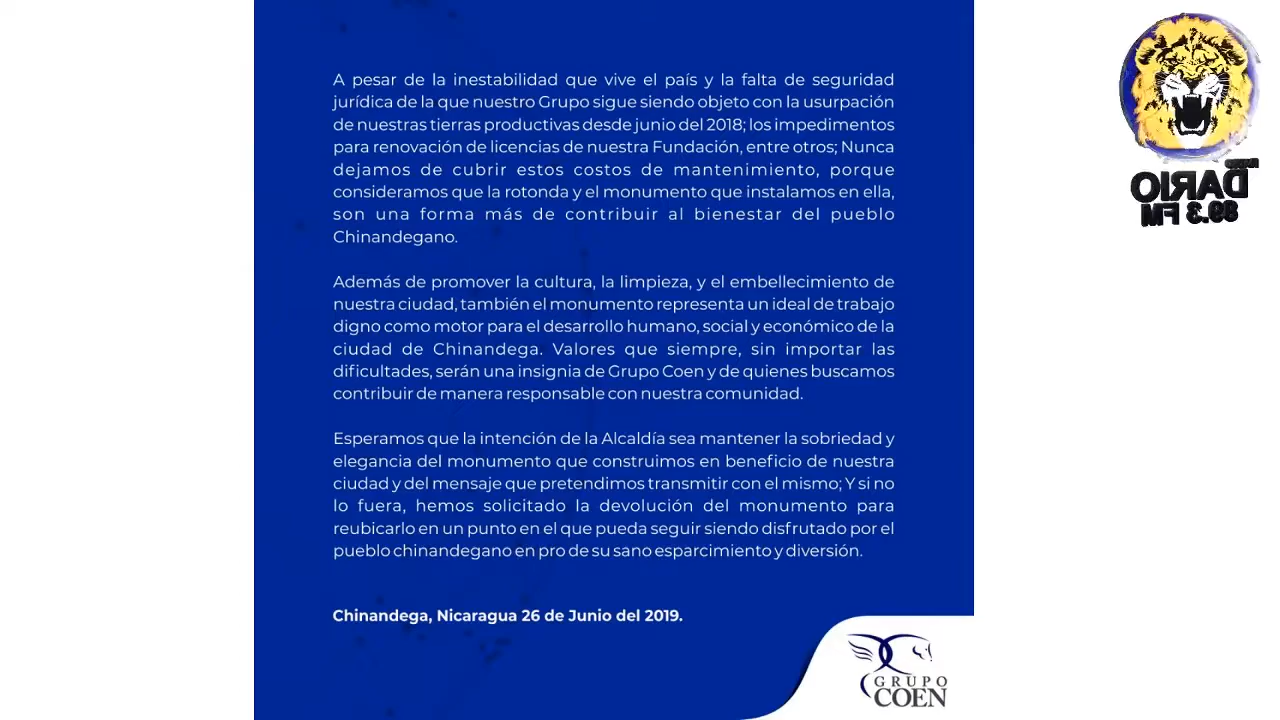 A pesar de la inestabilidad que vive el país y la falta de seguridad
jurídica de la que nuestro Grupo sigue siendo objeto con la usurpación
de nuestras tierras productivas desde junio del 2018; los impedimentos
para renovación de licencias de nuestra Fundación, entre otros; Nunca
dejamos de cubrir estos costos de mantenimiento, porque
consideramos que la rotonda y el monumento que instalamos en ella,
son una forma más de contribuir al bienestar del pueblo
Chinandegano.
Además de promover la cultura, la limpieza, y el embellecimiento de
nuestra ciudad, también el monumento representa un ideal de trabajo
digno como motor para el desarrollo humano, social y económico de la
ciudad de Chinandega. Valores que siempre, sin importar las
dificultades, serán una insignia de Grupo Coen y de quienes buscamos
contribuir de manera responsable con nuestra comunidad.
Esperamos que la intención de la Alcaldía sea mantener la sobriedad y
elegancia del monumento que construimos en beneficio de nuestra
ciudad y del mensaje que pretendimos transmitir con el mismo; Y si no
lo fuera, hemos solicitado la devolución del monumento para
reubicarlo en un punto en el que pueda seguir siendo disfrutado por el
pueblo chinandegano en pro de su sano esparcimiento y diversión.
Chinandega, Nicaragua 26 de Junio del 2019.
GRUPO
COEN
RADIO
DARIO
89.3 FM